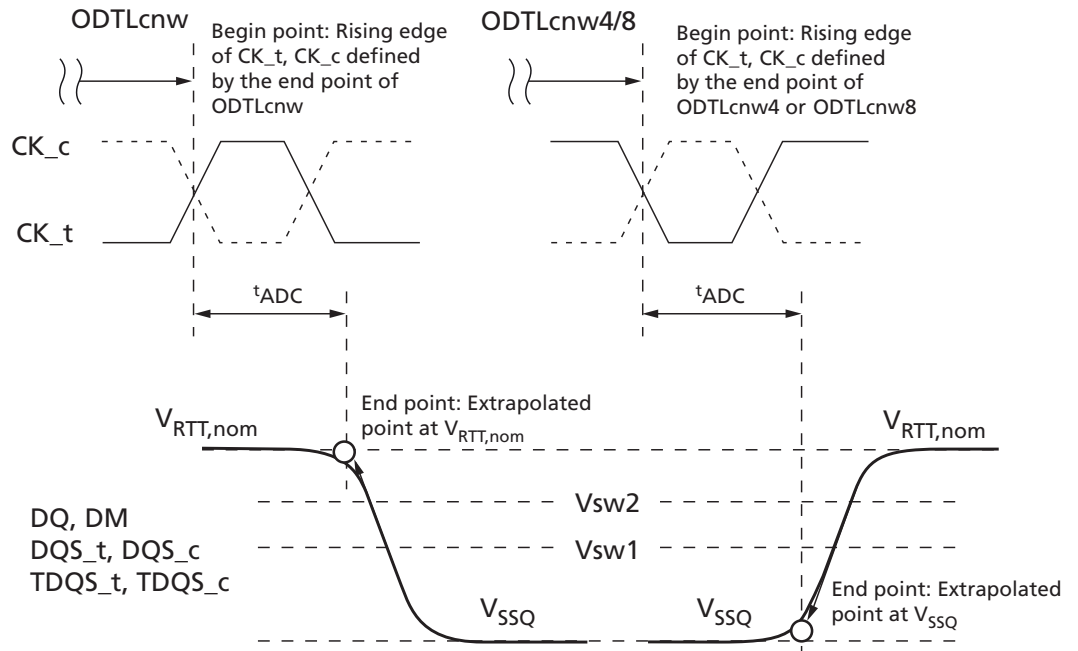 ODTLcnw
Begin point: Rising edge
of CK_t, CK_c defined
by the end point of
ODTLcnw
ODTLcnw4/8
Begin point: Rising edge
of CK_t, CK_c defined
by the end point of
ODTLcnw4 or ODTLcnw8
CK_c
CK_t
tADC
tADC
VRTT,nom
End point: Extrapolated
point at VRTT,nom
VRTT,nom
Vsw2
DQ, DM
DQS_t, DQS_c
TDQS_t, TDQS_c
Vsw1
VSSQ
VSSQ
End point: Extrapolated
point at VSSQ